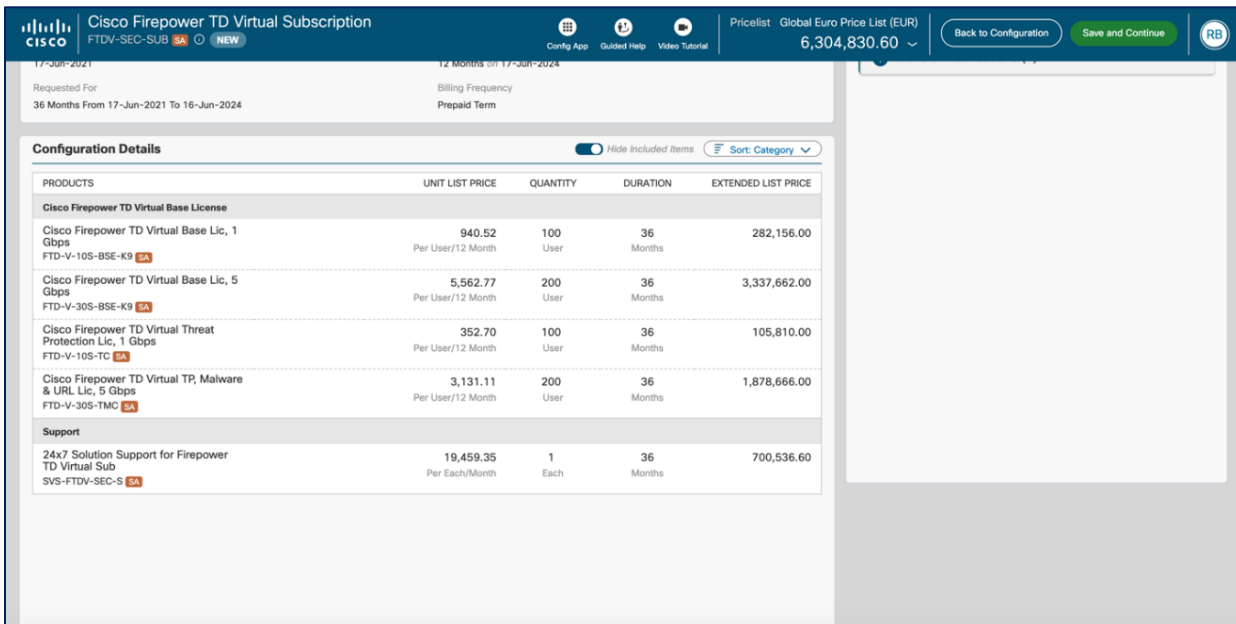 Cisco Firepower TD Virtual Subscription
CISCO
FTDV-SEC-SUB SA NEW
Config App Guided Help Video Tutorial
Pricelist Global Euro Price List (EUR)
6,304,830.60
Back to Configuration
Save and Continue
RB
17-Jun-2021 12 Months on 17-Jun-2024
Requested For Billing Frequency
36 Months From 17-Jun-2021 To 16-Jun-2024 Prepaid Term
Configuration Details Hide Included Items Sort: Category
PRODUCTS UNIT LIST PRICE QUANTITY DURATION EXTENDED LIST PRICE
Cisco Firepower TD Virtual Base License
Cisco Firepower TD Virtual Base Lic, 1 940.52 100 36 282,156.00
Gbps Per User/12 Month User Months
FTD-V-10S-BSE-K9 SA
Cisco Firepower TD Virtual Base Lic, 5 5,562.77 200 36 3,337,662.00
Gbps Per User/12 Month User Months
FTD-V-30S-BSE-K9 SA
Cisco Firepower TD Virtual Threat 352.70 100 36 105,810.00
Protection Lic, 1 Gbps Per User/12 Month User Months
FTD-V-10S-TC SA
Cisco Firepower TD Virtual TP, Malware 3,131.11 200 36 1,878,666.00
& URL Lic, 5 Gbps Per User/12 Month User Months
FTD-V-30S-TMC SA
Support
24x7 Solution Support for Firepower 19,459.35 1 36 700,536.60
TD Virtual Sub Per Each/Month Each Months
SVS-FTDV-SEC-S SA